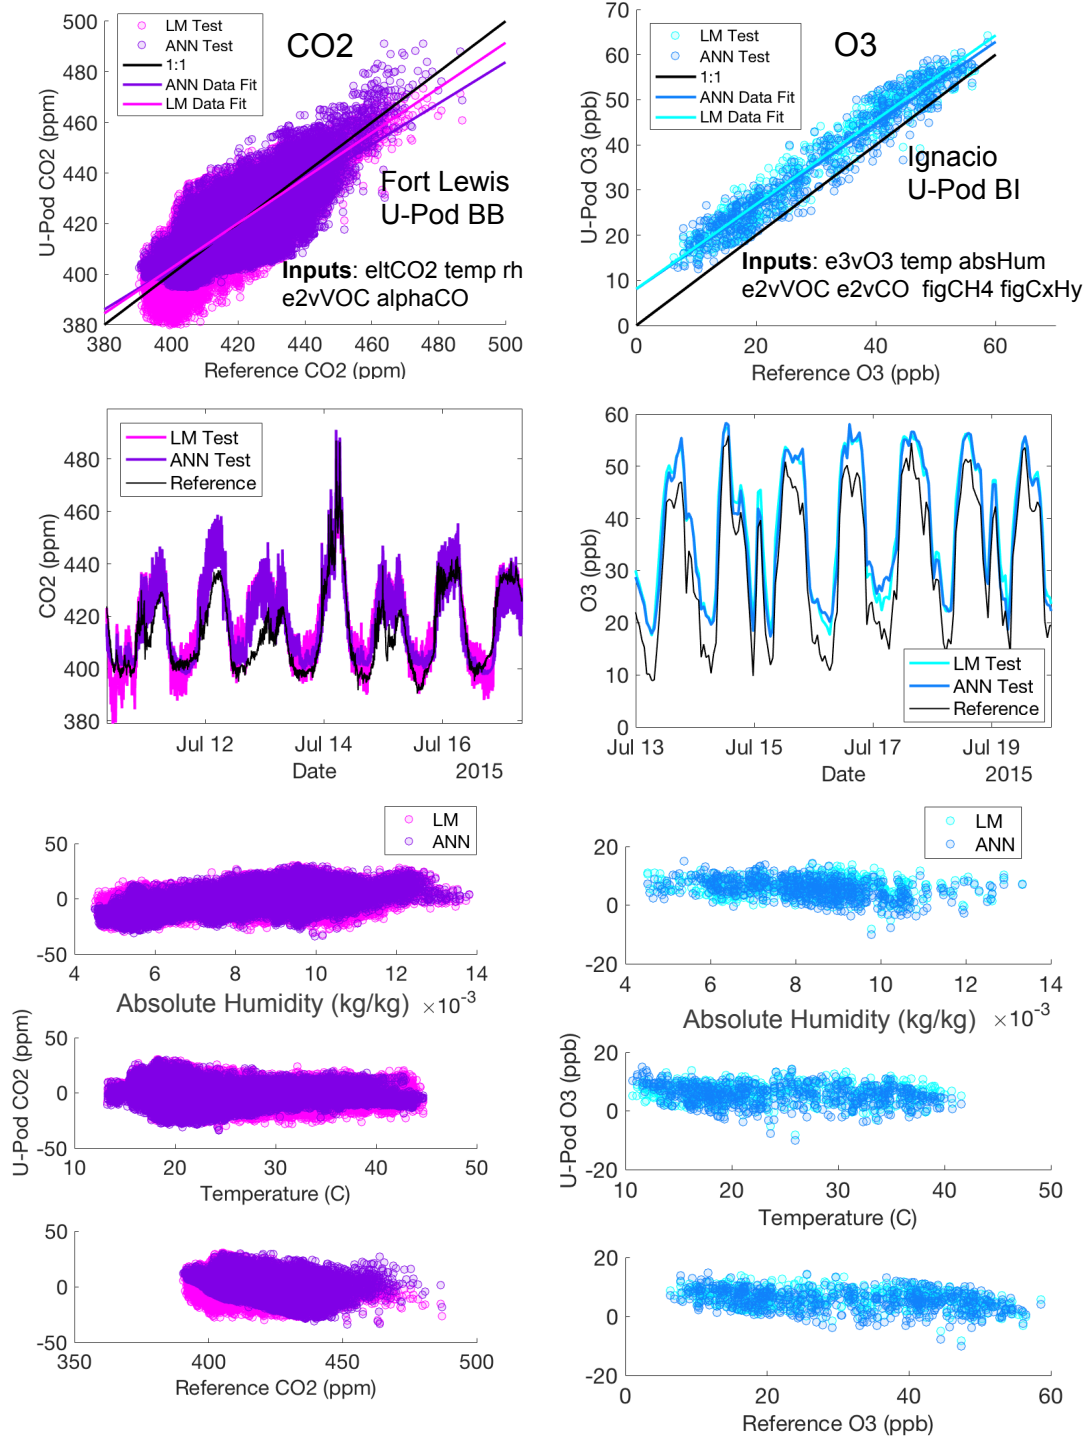 CO2
LM Test
ANN Test
1:1
ANN Data Fit
LM Data Fit
500
480
460
440
420
400
380
U-Pod CO2 (ppm)
Fort Lewis
U-Pod BB
Inputs: eltCO2 temp rh
e2vVOC alphaCO
380 400 420 440 460 480 500
Reference CO2 (ppm)
O3
LM Test
ANN Test
1:1
ANN Data Fit
LM Data Fit
70
60
50
40
30
20
10
0
U-Pod O3 (ppb)
Ignacio
U-Pod BI
Inputs: e3vO3 temp absHum
e2vVOC e2vCO figCH4 figCxHy
0 20 40 60
Reference O3 (ppb)
LM Test
ANN Test
Reference
480
460
440
420
400
380
CO2 (ppm)
Jul 12 Jul 14 Jul 16
Date 2015
60
50
40
30
20
10
0
O3 (ppb)
LM Test
ANN Test
Reference
Jul 13 Jul 15 Jul 17 Jul 19
Date 2015
LM
ANN
50
0
-50
4 6 8 10 12 14
Absolute Humidity (kg/kg) ×10-3
LM
ANN
20
0
-20
4 6 8 10 12 14
Absolute Humidity (kg/kg) ×10-3
U-Pod CO2 (ppm)
50
0
-50
10 20 30 40 50
Temperature (C)
U-Pod O3 (ppb)
20
0
-20
10 20 30 40 50
Temperature (C)
50
0
-50
350 400 450 500
Reference CO2 (ppm)
20
0
-20
0 20 40 60
Reference O3 (ppb)